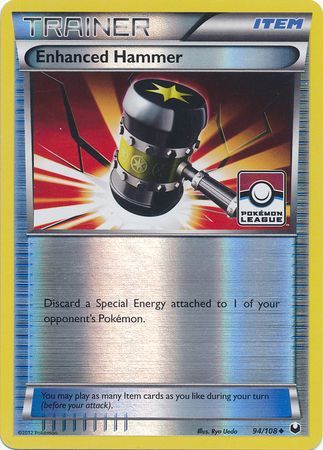 TRAINER
ITEM
Enhanced Hammer
POKÉMON
LEAGUE
Discard a Special Energy attached to 1 of your
opponent's Pokémon.
You may play as many Item cards as you like during your turn
(before your attack).
©2012 Pokémon
Illus. Ryo Ueda
94/108